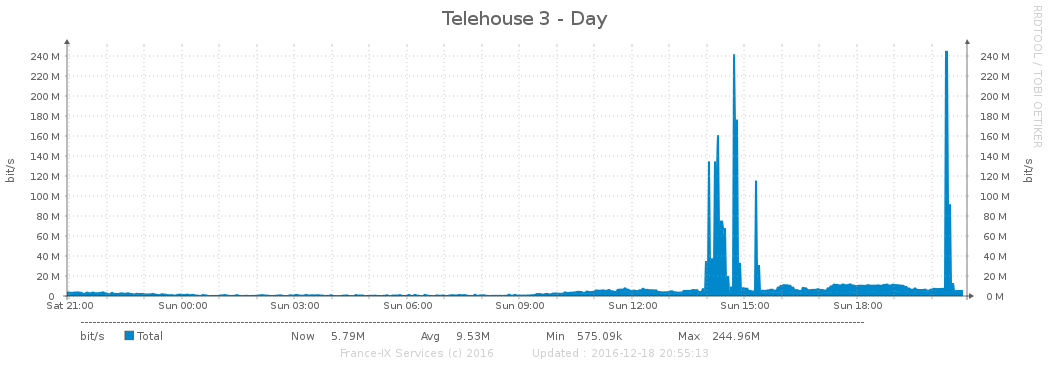 Telehouse 3 - Day
RRDTOOL / TOBI OETIKER
bit/s
bit/s
240 M 240 M
220 M 220 M
200 M 200 M
180 M 180 M
160 M 160 M
140 M 140 M
120 M 120 M
100 M 100 M
80 M 80 M
60 M 60 M
40 M 40 M
20 M 20 M
0 0 M
Sat 21:00 Sun 00:00 Sun 03:00 Sun 06:00 Sun 09:00 Sun 12:00 Sun 15:00 Sun 18:00
bit/s Total Now 5.79M Avg 9.53M Min 575.09k Max 244.96M
France-IX Services (c) 2016 Updated : 2016-12-18 20:55:13